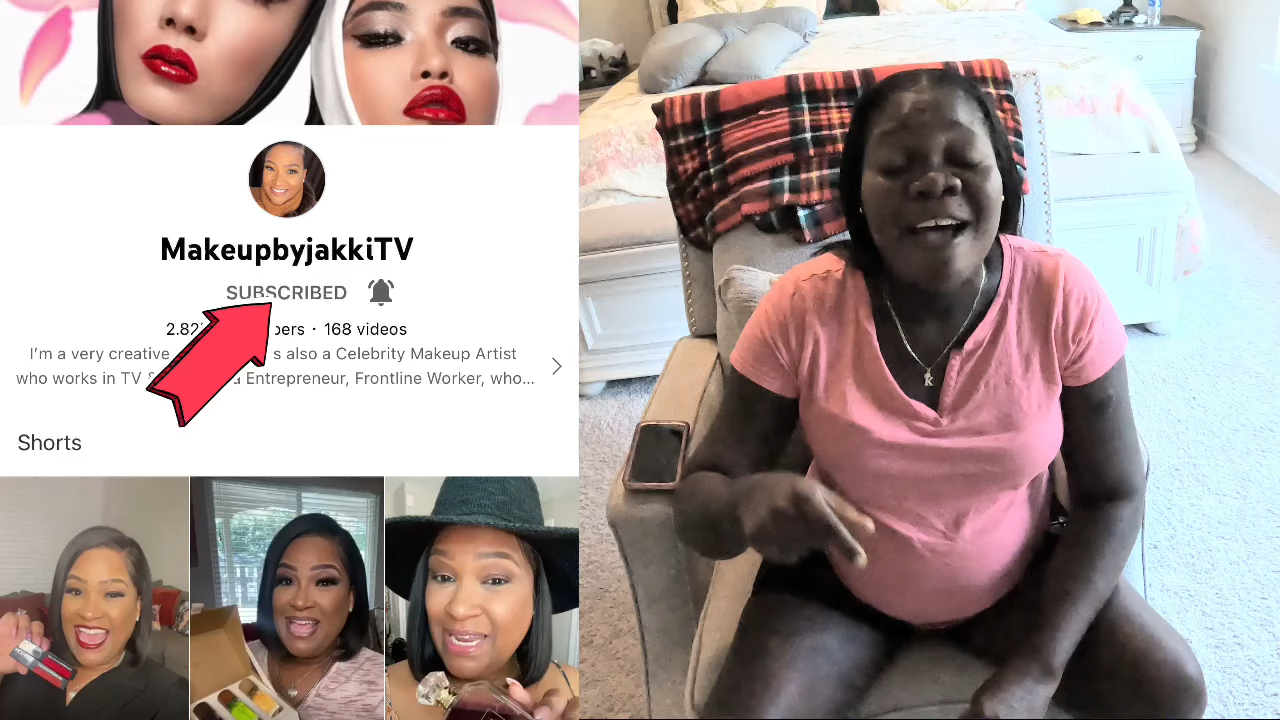 MakeupbyjakkiTV
SUBSCRIBED
2.82 bers · 168 videos
I'm a very creative s also a Celebrity Makeup Artist
who works in TV Entrepreneur, Frontline Worker, who...
Shorts